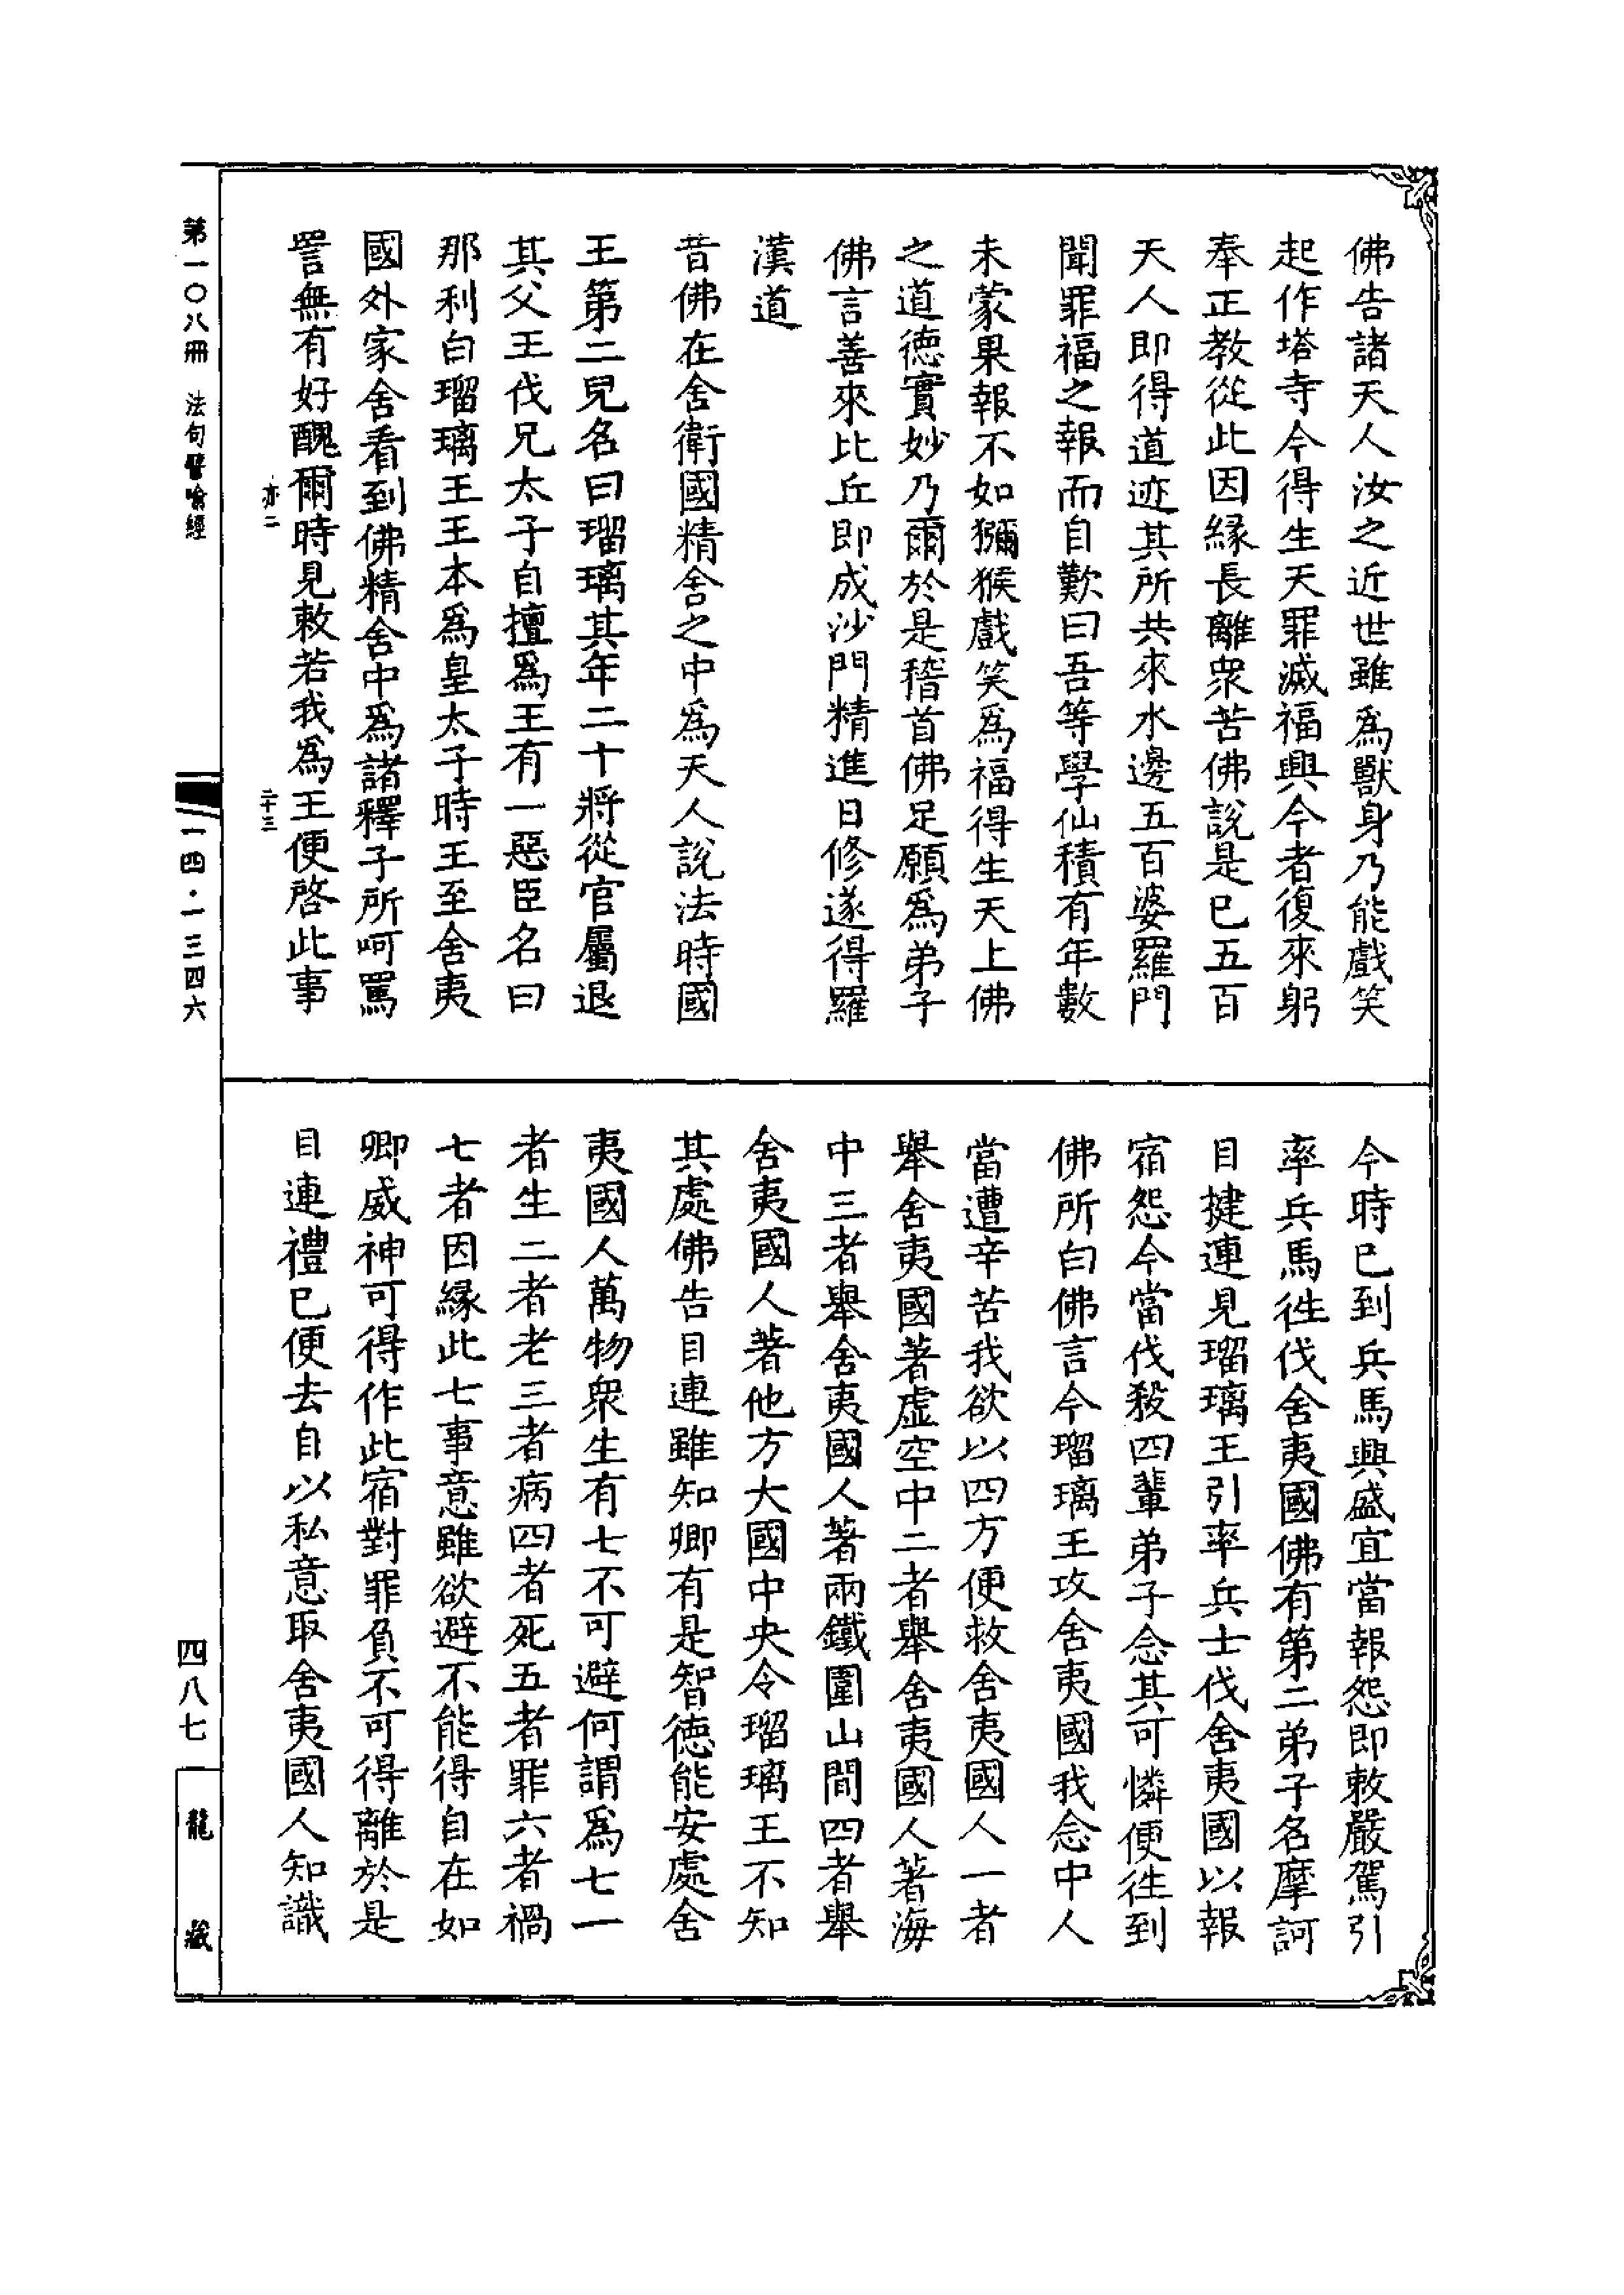 佛告諸天人汝之近世雖爲獸身乃能戲笑
起作塔寺今得生天罪滅福興今者復來躬
奉正教從此因緣長離衆苦佛說是已五百
天人即得道迹其所共來水邊五百婆羅門
聞罪福之報而自歎曰吾等學仙積有年數
未蒙果報不如獼猴戲笑爲福得生天上佛
之道德實妙乃爾於是稽首佛足願爲弟子
佛言善來比丘即成沙門精進日修遂得羅
漢道
昔佛在舍衛國精舍之中爲天人說法時國
王第二兒名曰瑠璃其年二十將從官屬退
其父王伐兄太子自擅爲王有一惡臣名曰
那利白瑠璃王王本爲皇太子時王至舍夷
國外家舍看到佛精舍中爲諸釋子所呵罵
詈無有好醜爾時見敕若我爲王便啓此事
亦二
二十三
今時已到兵馬興盛宜當報怨即敕嚴駕引
率兵馬往伐舍夷國佛有第二弟子名摩訶
目揵連見瑠璃王引率兵士伐舍夷國以報
宿怨今當伐殺四輩弟子念其可憐便往到
佛所白佛言今瑠璃王攻舍夷國我念中人
當遭辛苦我欲以四方便救舍夷國人一者
舉舍夷國著虛空中二者舉舍夷國人著海
中三者舉舍夷國人著兩鐵圍山間四者舉
舍夷國人著他方大國中央令瑠璃王不知
其處佛告目連雖知卿有是智德能安處舍
夷國人萬物衆生有七不可避何謂爲七一
者生二者老三者病四者死五者罪六者禍
七者因緣此七事意雖欲避不能得自在如
卿威神可得作此宿對罪負不可得離於是
目連禮已便去自以私意取舍夷國人知識
第一〇八冊 法句譬喻經
一四·一三四六
四八七
龍藏